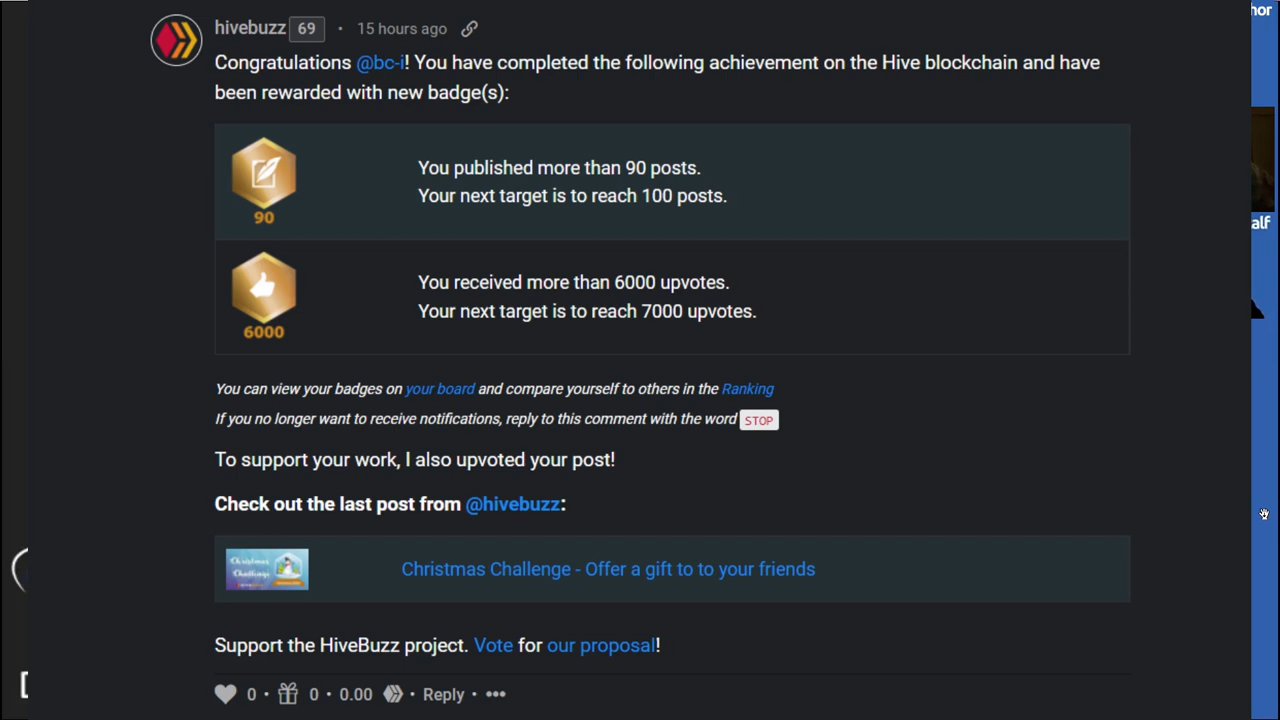 hivebuzz 69 • 15 hours ago
Congratulations @bc-i! You have completed the following achievement on the Hive blockchain and have
been rewarded with new badge(s):
90
You published more than 90 posts.
Your next target is to reach 100 posts.
6000
You received more than 6000 upvotes.
Your next target is to reach 7000 upvotes.
You can view your badges on your board and compare yourself to others in the Ranking
If you no longer want to receive notifications, reply to this comment with the word STOP
To support your work, I also upvoted your post!
Check out the last post from @hivebuzz:
Christmas
Challenge
Christmas Challenge - Offer a gift to to your friends
Support the HiveBuzz project. Vote for our proposal!
0 • 0 • 0.00 • Reply • •••
hor
alf